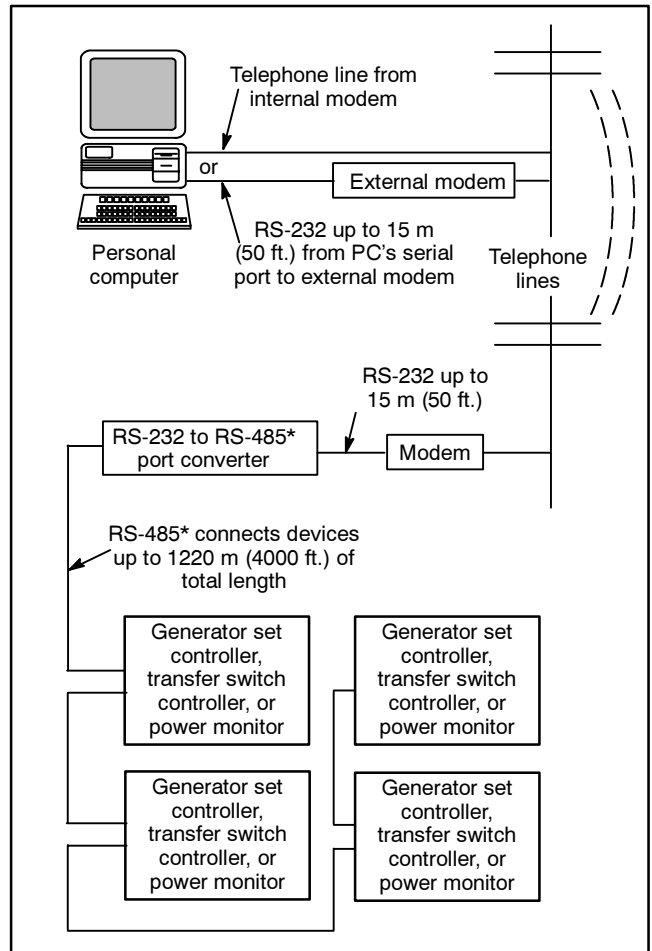 Telephone line from
internal modem
or
External modem
RS-232 up to 15 m
(50 ft.) from PC's serial
port to external modem
Personal
computer
Telephone
lines
RS-232 up to
15 m (50 ft.)
RS-232 to RS-485*
port converter
Modem
RS-485* connects devices
up to 1220 m (4000 ft.) of
total length
Generator set
controller,
transfer switch
controller, or
power monitor
Generator set
controller,
transfer switch
controller, or
power monitor
Generator set
controller,
transfer switch
controller, or
power monitor
Generator set
controller,
transfer switch
controller, or
power monitor